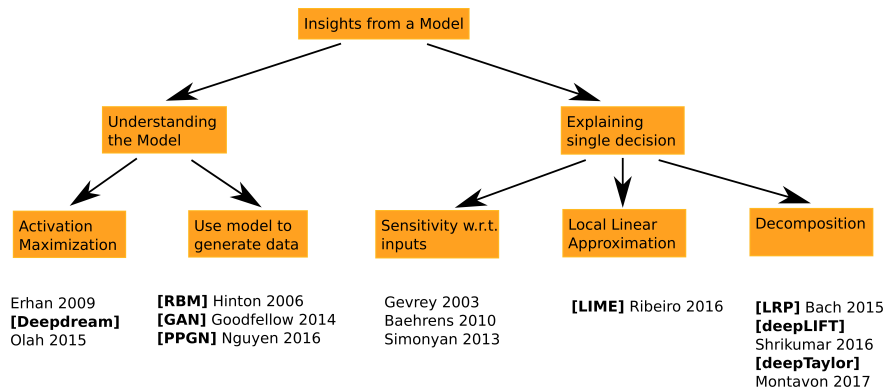 Insights from a Model
Understanding
the Model
Explaining
single decision
Activation
Maximization
Use model to
generate data
Sensitivity w.r.t.
inputs
Local Linear
Approximation
Decomposition
Erhan 2009
[Deepdream]
Olah 2015
[RBM] Hinton 2006
[GAN] Goodfellow 2014
[PPGN] Nguyen 2016
Gevrey 2003
Baehrens 2010
Simonyan 2013
[LIME] Ribeiro 2016
[LRP] Bach 2015
[deepLIFT]
Shrikumar 2016
[deepTaylor]
Montavon 2017